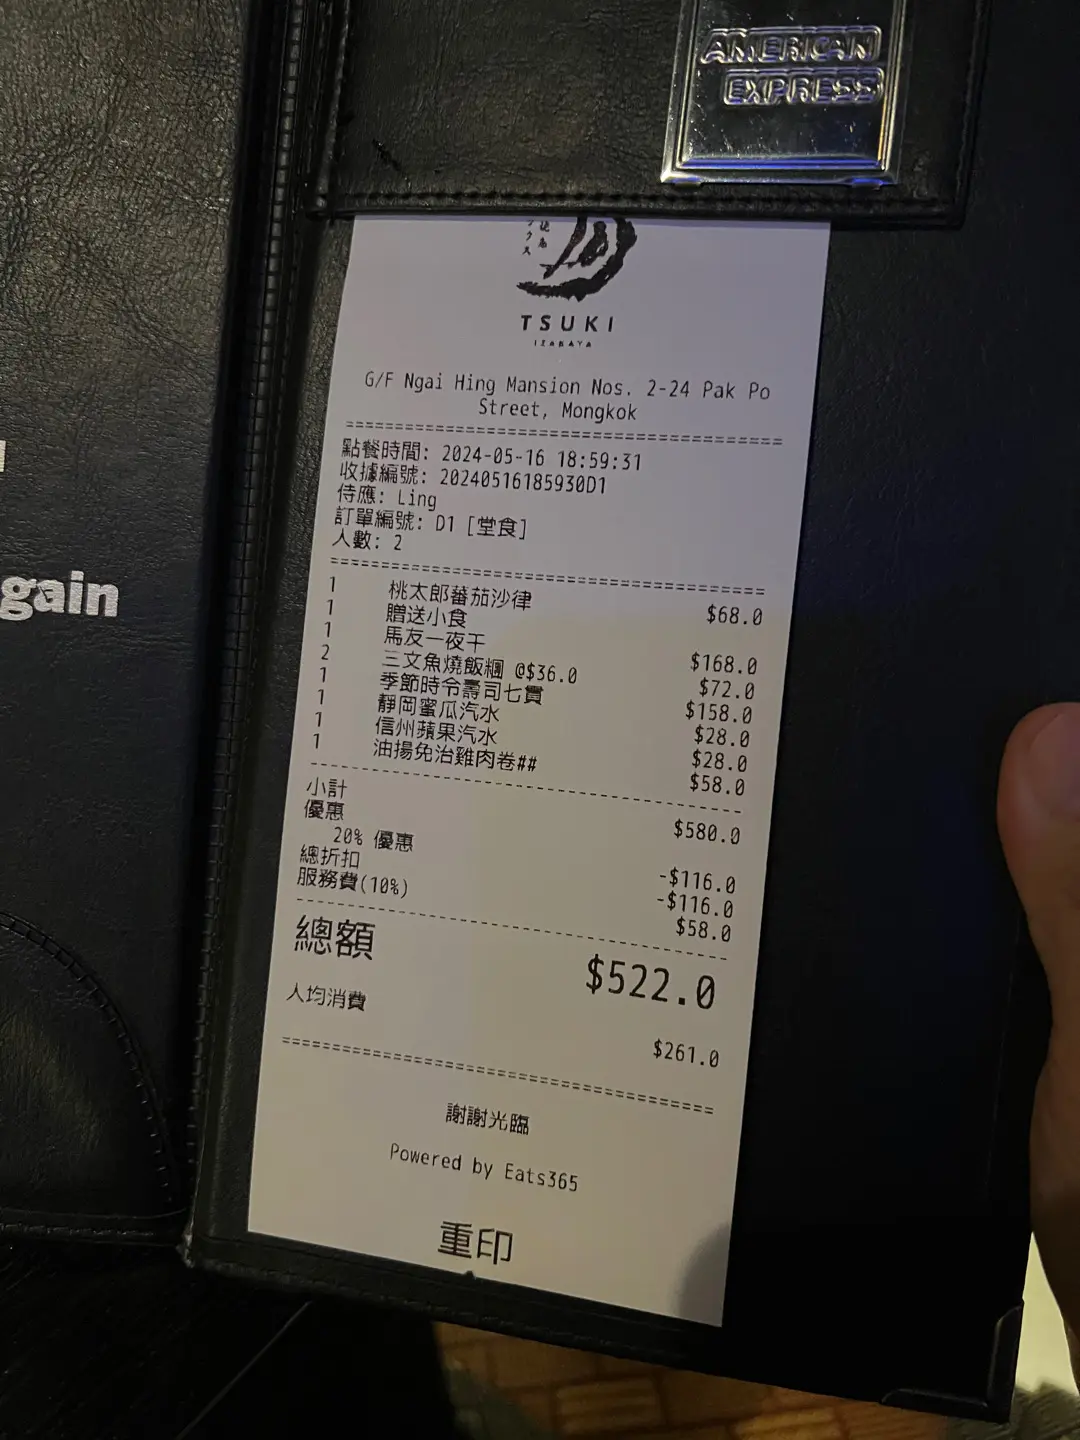 AMERICAN
EXPRESS
TSUKI
IZAKAYA
G/F Ngai Hing Mansion Nos. 2-24 Pak Po
Street, Mongkok
點餐時間: 2024-05-16 18:59:31
收據編號: 20240516185930D1
侍應: Ling
訂單編號: D1 [堂食]
人數: 2
1 桃太郎蕃茄沙律 $68.0
1 贈送小食
1 馬友一夜干 $168.0
2 三文魚燒飯糰 @$36.0 $72.0
1 季節時令壽司七貫 $158.0
1 靜岡蜜瓜汽水 $28.0
1 信州蘋果汽水 $28.0
1 油揚免治雞肉卷## $58.0
小計 $580.0
優惠
20% 優惠 -$116.0
總折扣 -$116.0
服務費(10%) $58.0
總額 $522.0
人均消費 $261.0
謝謝光臨
Powered by Eats365
重印
gain